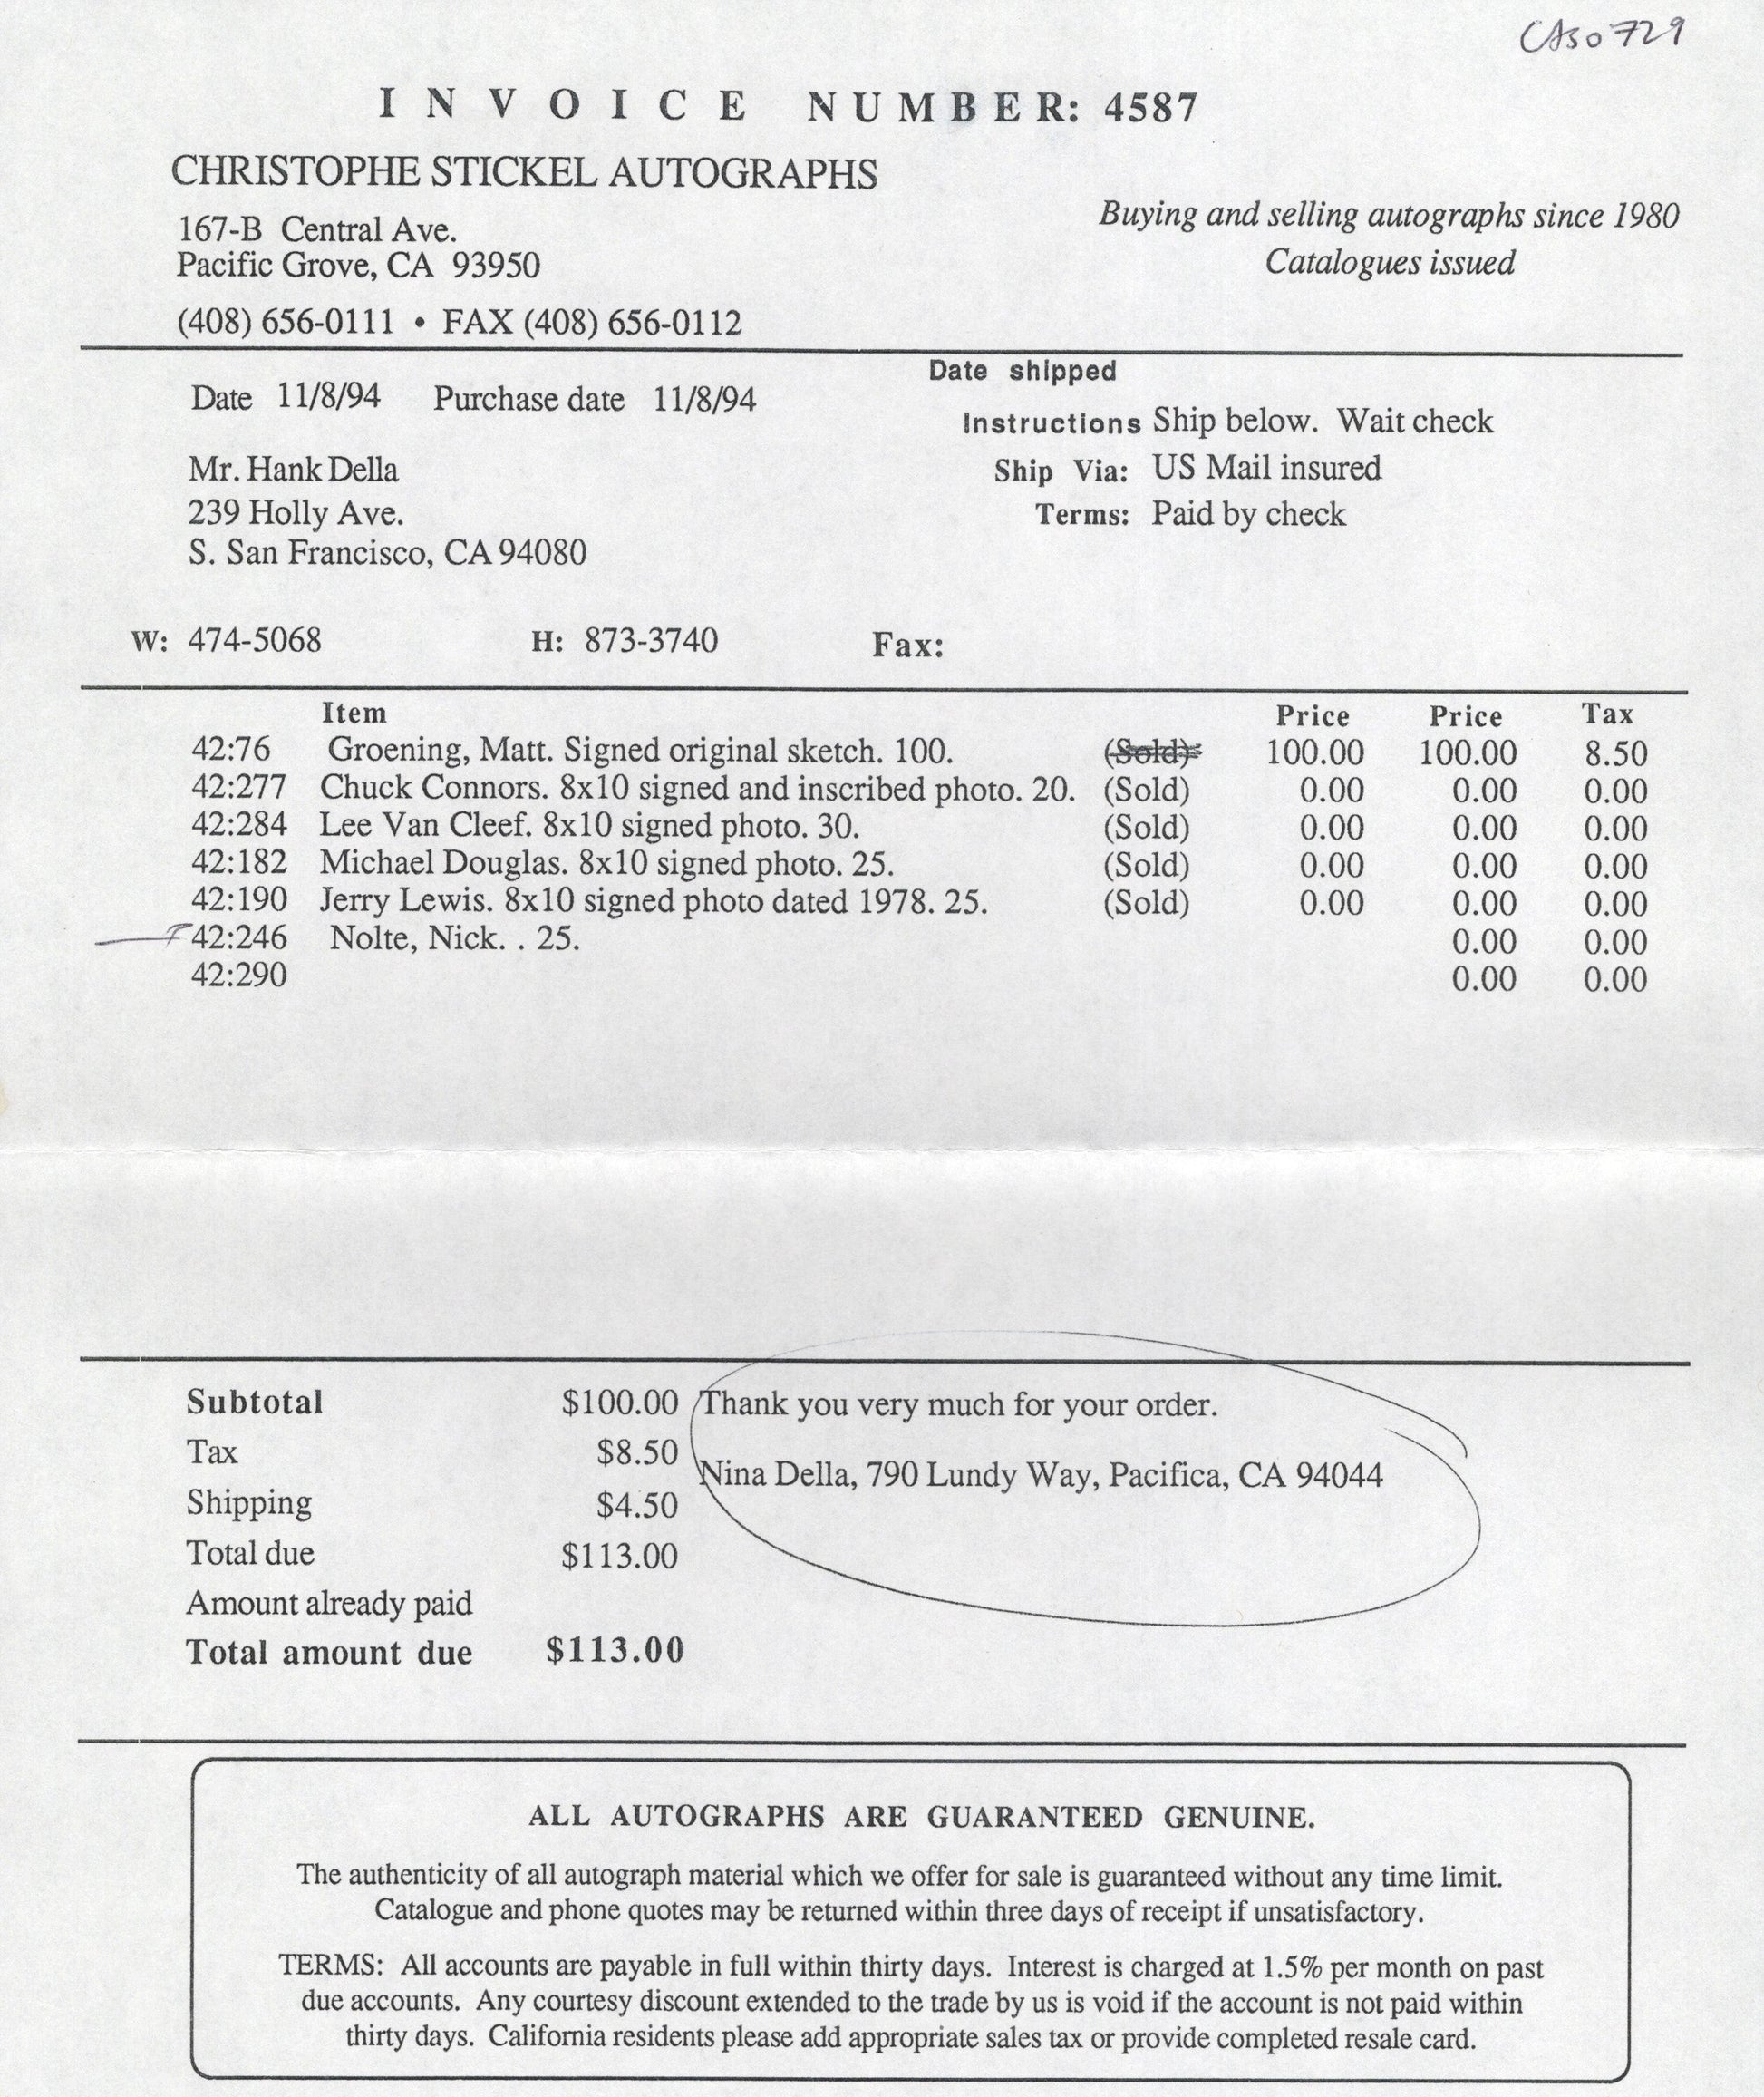 CAS0729
INVOICE NUMBER: 4587
CHRISTOPHE STICKEL AUTOGRAPHS
167-B Central Ave.
Pacific Grove, CA 93950
(408) 656-0111 • FAX (408) 656-0112
Buying and selling autographs since 1980
Catalogues issued
Date 11/8/94 Purchase date 11/8/94
Mr. Hank Della
239 Holly Ave.
S. San Francisco, CA 94080
Date shipped
Instructions Ship below. Wait check
Ship Via: US Mail insured
Terms: Paid by check
W: 474-5068 H: 873-3740 Fax:
Item Price Price Tax
42:76 Groening, Matt. Signed original sketch. 100. (Sold) 100.00 100.00 8.50
42:277 Chuck Connors. 8x10 signed and inscribed photo. 20. (Sold) 0.00 0.00 0.00
42:284 Lee Van Cleef. 8x10 signed photo. 30. (Sold) 0.00 0.00 0.00
42:182 Michael Douglas. 8x10 signed photo. 25. (Sold) 0.00 0.00 0.00
42:190 Jerry Lewis. 8x10 signed photo dated 1978. 25. (Sold) 0.00 0.00 0.00
42:246 Nolte, Nick. . 25. 0.00 0.00
42:290 0.00 0.00
Subtotal $100.00
Tax $8.50
Shipping $4.50
Total due $113.00
Amount already paid
Total amount due $113.00
Thank you very much for your order.
Nina Della, 790 Lundy Way, Pacifica, CA 94044
ALL AUTOGRAPHS ARE GUARANTEED GENUINE.
The authenticity of all autograph material which we offer for sale is guaranteed without any time limit.
Catalogue and phone quotes may be returned within three days of receipt if unsatisfactory.
TERMS: All accounts are payable in full within thirty days. Interest is charged at 1.5% per month on past
due accounts. Any courtesy discount extended to the trade by us is void if the account is not paid within
thirty days. California residents please add appropriate sales tax or provide completed resale card.